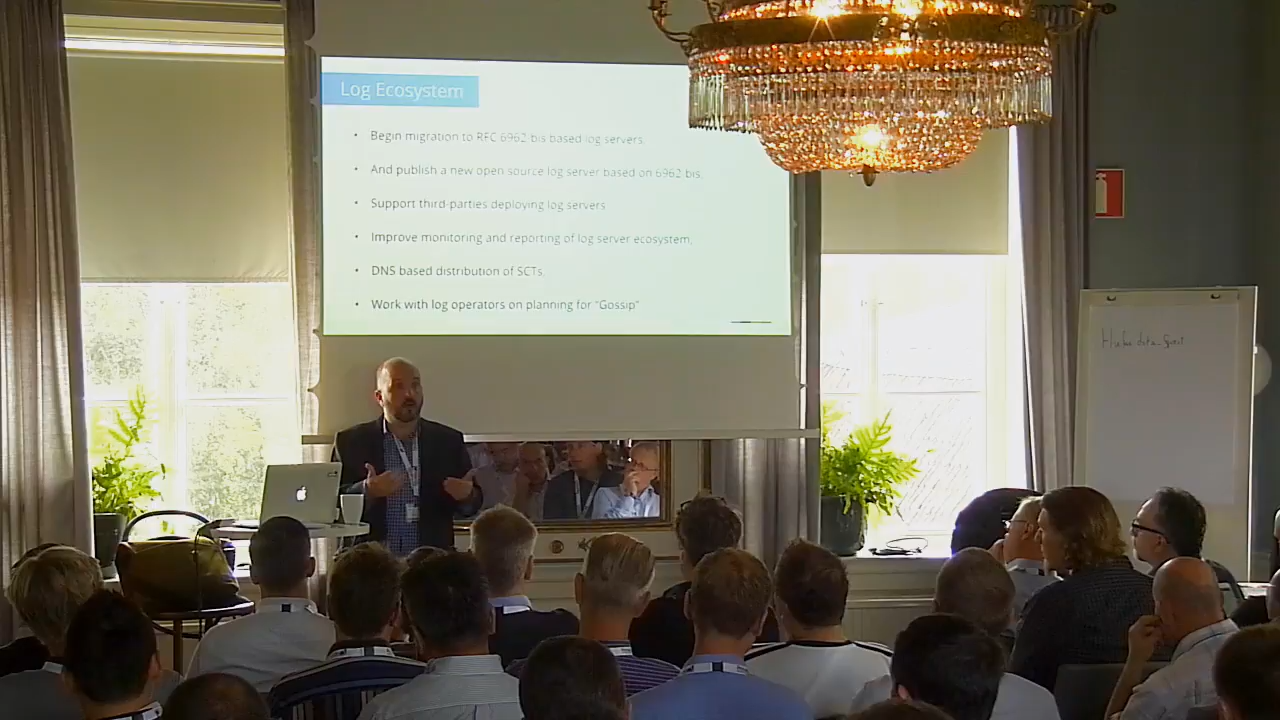 Log Ecosystem
• Begin migration to RFC 6962 bis based log servers.
• And publish a new open source log server based on 6962 bis.
• Support third-parties deploying log servers
• Improve monitoring and reporting of log server ecosystem.
• DNS based distribution of SCTs.
• Work with log operators on planning for "Gossip"